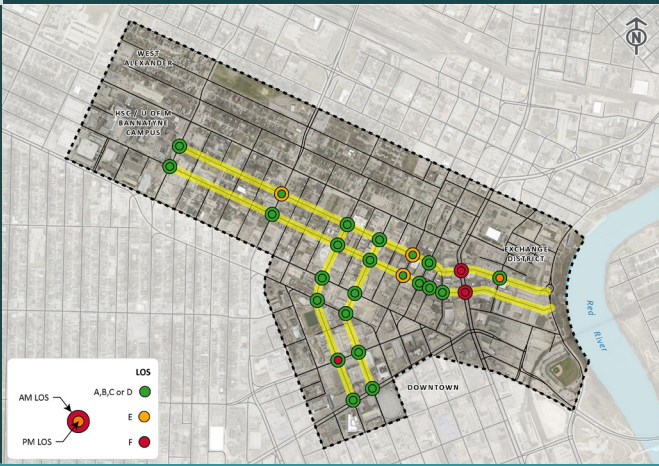 N
WEST
ALEXANDER
HSC / U OF M
BANNATYNE
CAMPUS
EXCHANGE
DISTRICT
Red
River
DOWNTOWN
LOS
A,B,C or D
AM LOS
E
PM LOS
F